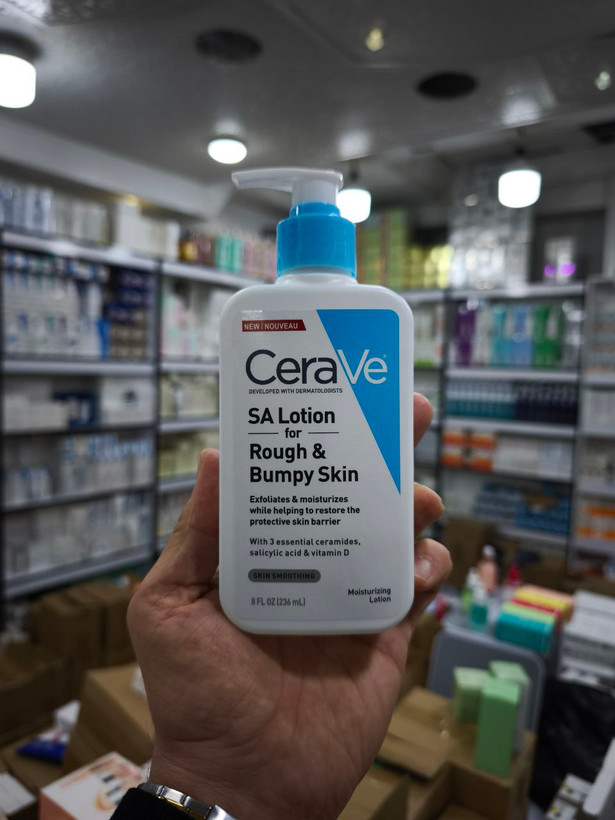 NEW | NOUVEAU
CeraVe®
DEVELOPED WITH DERMATOLOGISTS
SA Lotion
for
Rough &
Bumpy Skin
Exfoliates & moisturizes
while helping to restore the
protective skin barrier
With 3 essential ceramides,
salicylic acid & vitamin D
SKIN SMOOTHING
8 FL OZ (236 mL)
Moisturizing
Lotion